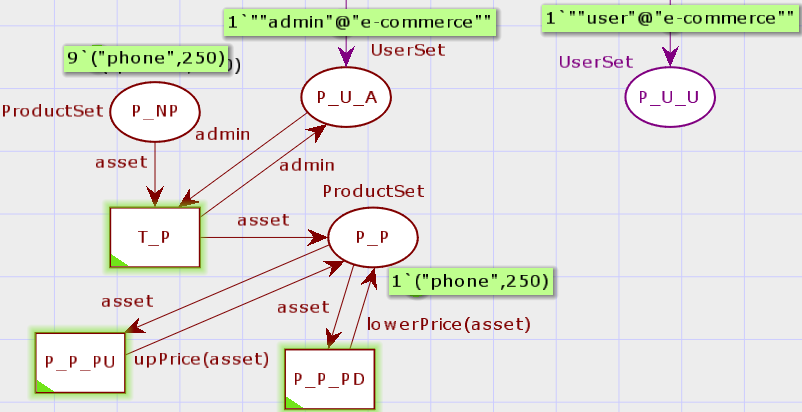 1`""admin"@"e-commerce""
1`""user"@"e-commerce""
9`("phone",250)
)
UserSet
UserSet
ProductSet
P_NP
P_U_A
P_U_U
admin
asset
admin
ProductSet
asset
T_P
P_P
1`("phone",250)
asset
asset
lowerPrice(asset)
P_P_PU
upPrice(asset)
P_P_PD